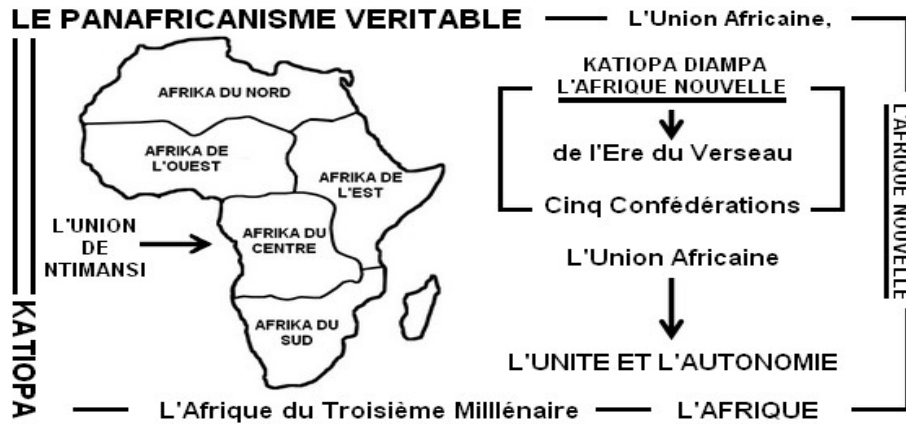 LE PANAFRICANISME VERITABLE
L'Union Africaine,
KATIOPA
AFRIKA DU NORD
AFRIKA DE
L'OUEST
AFRIKA DE
L'EST
L'UNION
DE
NTIMANSI
AFRIKA DU
CENTRE
AFRIKA DU
SUD
KATIOPA DIAMPA
L'AFRIQUE NOUVELLE
de l'Ere du Verseau
Cinq Confédérations
L'Union Africaine
L'UNITE ET L'AUTONOMIE
L'AFRIQUE NOUVELLE
L'Afrique du Troisième Milllénaire
L'AFRIQUE